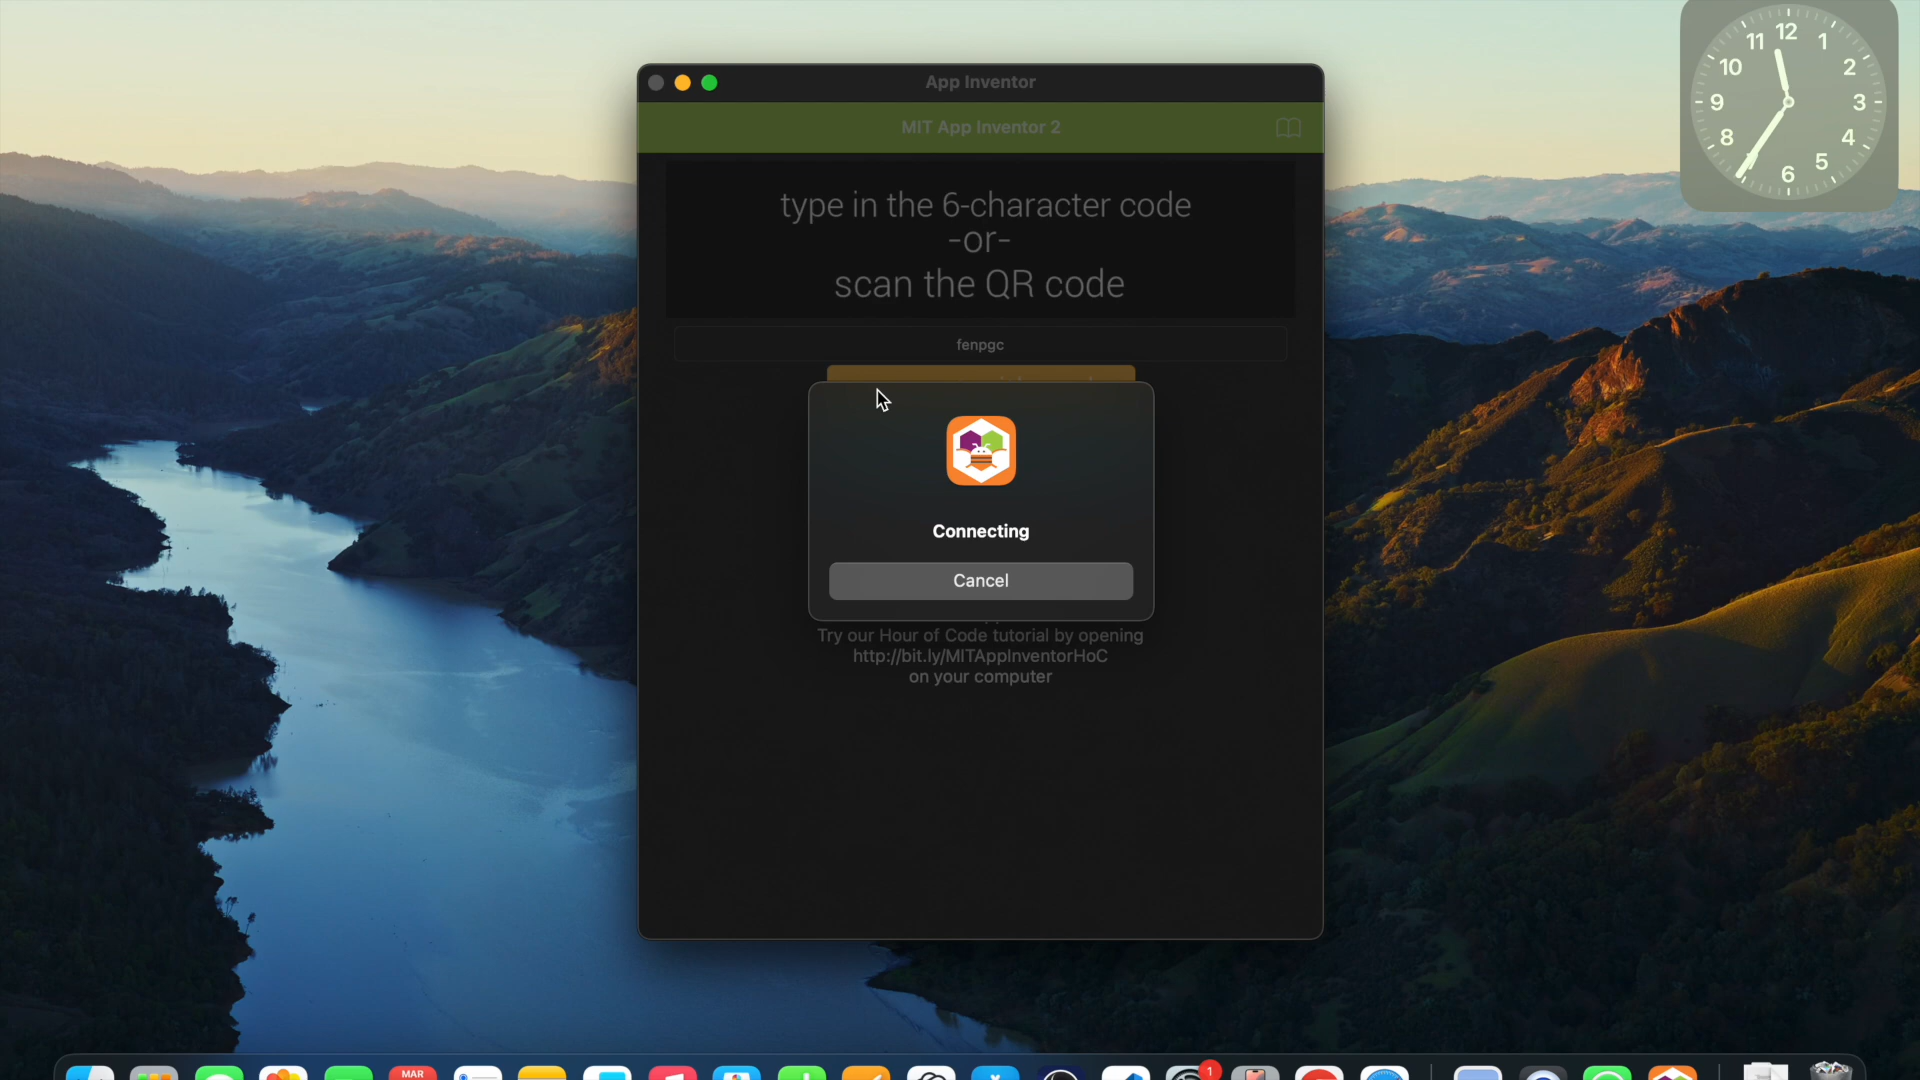 App Inventor
MIT App Inventor 2
type in the 6-character code
-or-
scan the QR code
fenpgc
Connecting
Cancel
Try our Hour of Code tutorial by opening
http://bit.ly/MITAppInventorHoC
on your computer
12
1
2
3
4
5
6
8
9
10
11
MAR
1